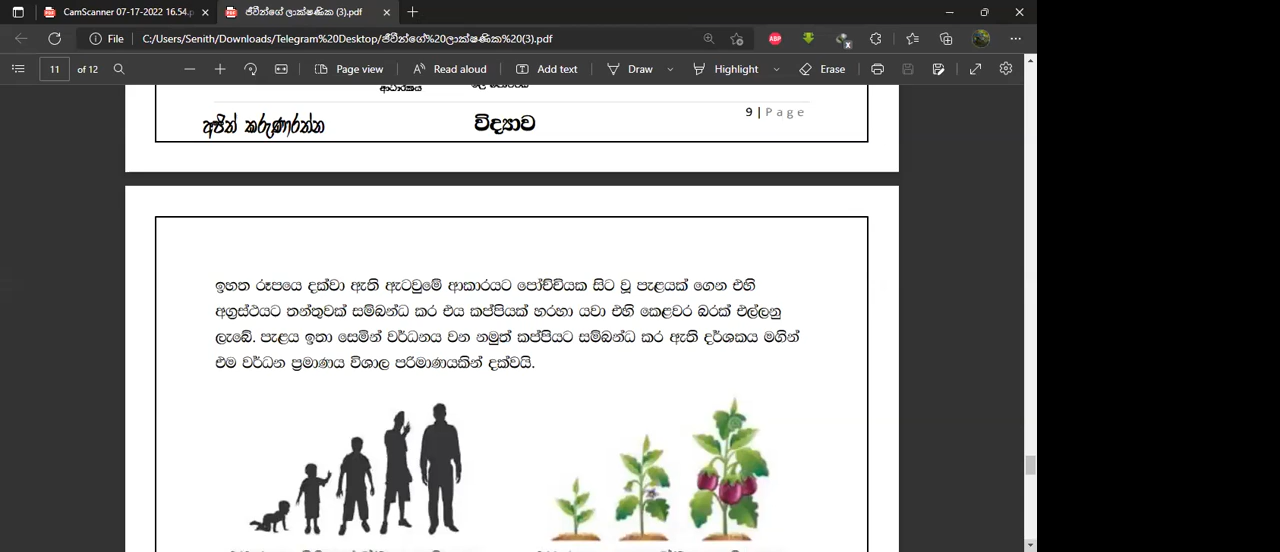 CamScanner 07-17-2022 16.54.p
ජීවීන්ගේ ලාක්ෂණික (3).pdf
File C:/Users/Senith/Downloads/Telegram%20Desktop/ජීවීන්ගේ%20ලාක්ෂණික%20(3).pdf
ABP
x
11 of 12 Page view Read aloud Add text Draw Highlight Erase
ආධාරකය
9 | Page
අජිත් කරුණාරත්න විද්‍යාව
ඉහත රූපයෙ දක්වා ඇති ඇටවුමේ ආකාරයට පෝච්චියක සිට වූ පැළයක් ගෙන එහි
අග්‍රස්ථයට තන්තුවක් සම්බන්ධ කර එය කප්පියක් හරහා යවා එහි කෙළවර බරක් එල්ලනු
ලැබේ. පැළය ඉතා සෙමින් වර්ධනය වන නමුත් කප්පියට සම්බන්ධ කර ඇති දර්ශකය මගින්
එම වර්ධන ප්‍රමාණය විශාල පරිමාණයකින් දක්වයි.